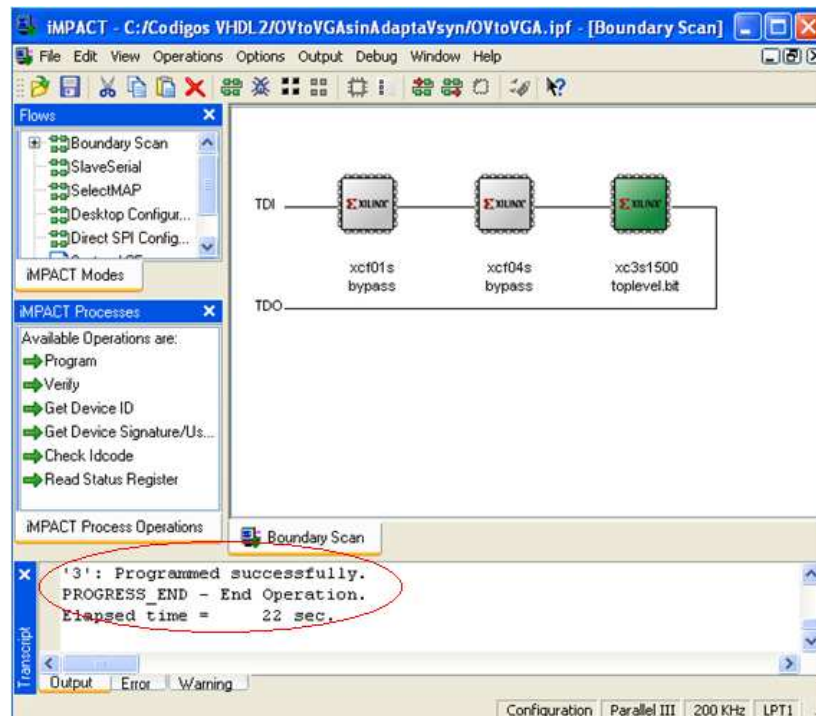 iMPACT - C:/Codigos VHDL2/OVtoVGAsinAdaptaVsyn/OVtoVGA.ipf - [Boundary Scan]
File Edit View Operations Options Output Debug Window Help
Flows
Boundary Scan
SlaveSerial
SelectMAP
Desktop Configur...
Direct SPI Config...
iMPACT Modes
iMPACT Processes
Available Operations are:
Program
Verify
Get Device ID
Get Device Signature/Us...
Check Idcode
Read Status Register
iMPACT Process Operations
TDI
XILINX XILINX XILINX
xcf01s xcf04s xc3s1500
bypass bypass toplevel.bit
TDO
Boundary Scan
'3': Programmed successfully.
PROGRESS_END - End Operation.
Elapsed time = 22 sec.
Transcript
Output Error Warning
Configuration Parallel III 200 KHz LPT1